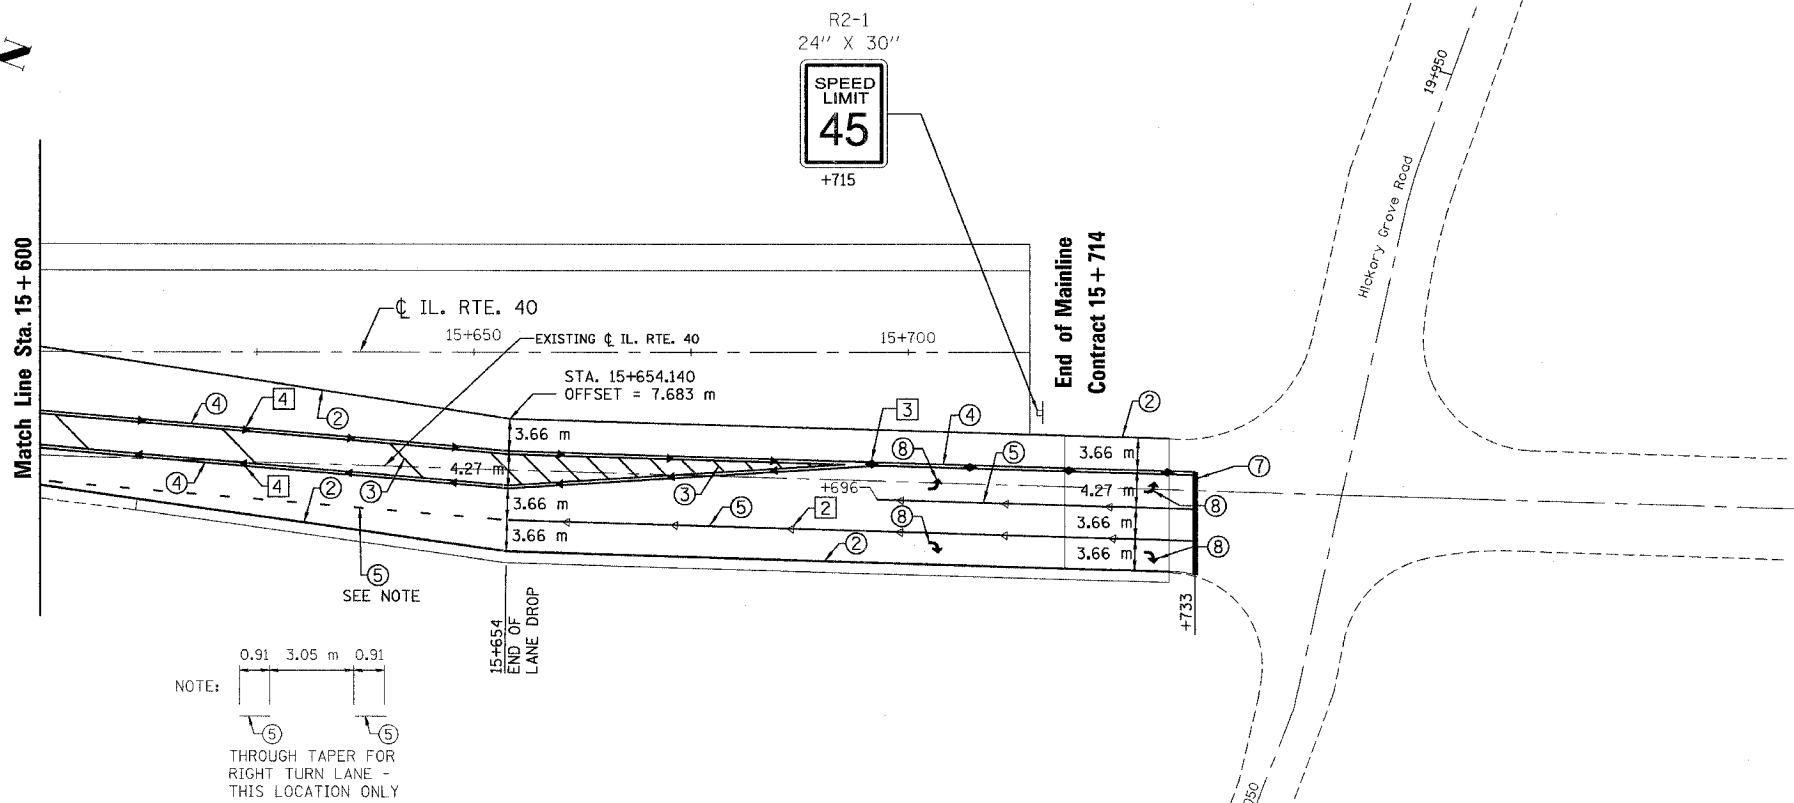 N
R2-1
24" X 30"
SPEED
LIMIT
45
+715
19+950
Hickory Grove Road
Match Line Sta. 15 + 600
℄ IL. RTE. 40
15+650
EXISTING ℄ IL. RTE. 40
15+700
End of Mainline
Contract 15 + 714
STA. 15+654.140
OFFSET = 7.683 m
4
4
2
3
4
2
3.66 m
8
5
3.66 m
7
4.27 m
4
4
3
2
3
+696
4.27 m
8
3.66 m
5
2
8
3.66 m
3.66 m
2
3.66 m
8
5
SEE NOTE
15+654
END OF
LANE DROP
+733
0.91 3.05 m 0.91
NOTE:
5
5
THROUGH TAPER FOR
RIGHT TURN LANE -
THIS LOCATION ONLY
050